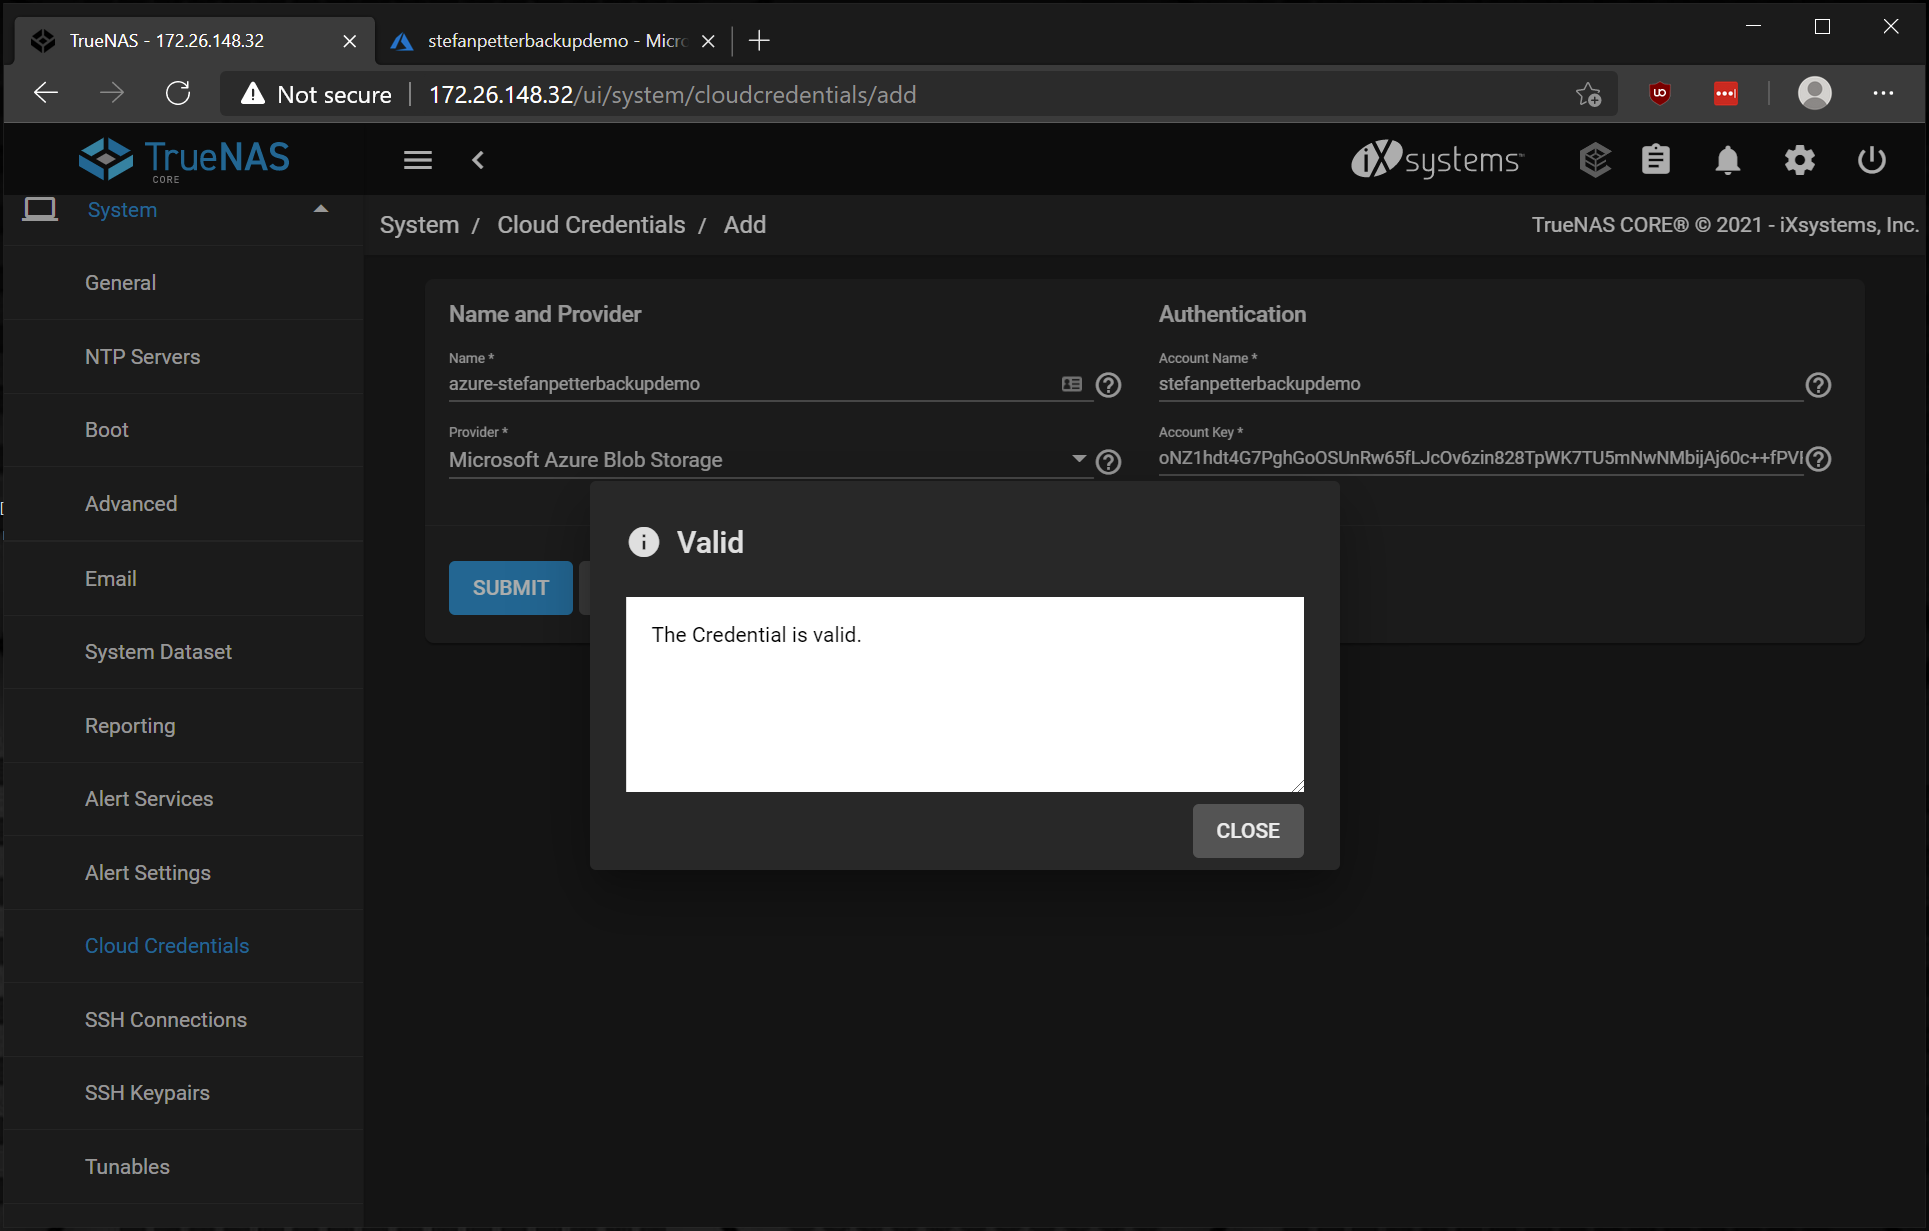 TrueNAS - 172.26.148.32
stefanpetterbackupdemo - Micro
Not secure
172.26.148.32/ui/system/cloudcredentials/add
TrueNAS
CORE
iX systems™
System
System / Cloud Credentials / Add
TrueNAS CORE® © 2021 - iXsystems, Inc.
General
NTP Servers
Boot
Advanced
Email
System Dataset
Reporting
Alert Services
Alert Settings
Cloud Credentials
SSH Connections
SSH Keypairs
Tunables
Name and Provider
Name *
azure-stefanpetterbackupdemo
Provider *
Microsoft Azure Blob Storage
SUBMIT
Authentication
Account Name *
stefanpetterbackupdemo
Account Key *
oNZ1hdt4G7PghGoOSUnRw65fLJcOv6zin828TpWK7TU5mNwNMbijAj60c++fPVI
Valid
The Credential is valid.
CLOSE